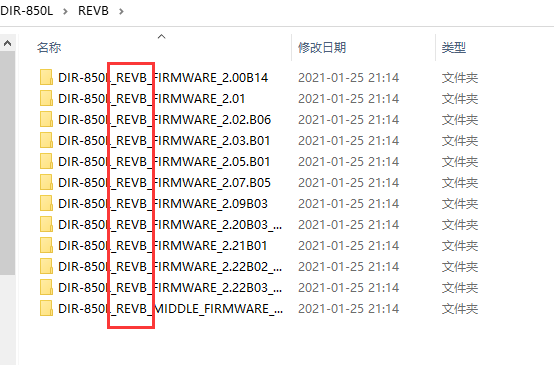 DIR-850L > REVB >
名称 修改日期 类型
DIR-850L_REVB_FIRMWARE_2.00B14 2021-01-25 21:14 文件夹
DIR-850L_REVB_FIRMWARE_2.01 2021-01-25 21:14 文件夹
DIR-850L_REVB_FIRMWARE_2.02.B06 2021-01-25 21:14 文件夹
DIR-850L_REVB_FIRMWARE_2.03.B01 2021-01-25 21:14 文件夹
DIR-850L_REVB_FIRMWARE_2.05.B01 2021-01-25 21:14 文件夹
DIR-850L_REVB_FIRMWARE_2.07.B05 2021-01-25 21:14 文件夹
DIR-850L_REVB_FIRMWARE_2.09B03 2021-01-25 21:14 文件夹
DIR-850L_REVB_FIRMWARE_2.20B03_... 2021-01-25 21:14 文件夹
DIR-850L_REVB_FIRMWARE_2.21B01 2021-01-25 21:14 文件夹
DIR-850L_REVB_FIRMWARE_2.22B02_... 2021-01-25 21:14 文件夹
DIR-850L_REVB_FIRMWARE_2.22B03_... 2021-01-25 21:14 文件夹
DIR-850L_REVB_MIDDLE_FIRMWARE_... 2021-01-25 21:14 文件夹